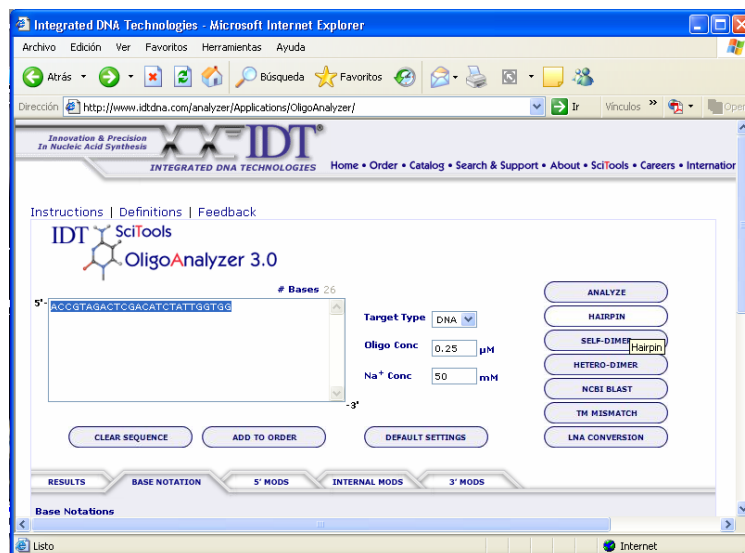 Integrated DNA Technologies - Microsoft Internet Explorer
Archivo Edición Ver Favoritos Herramientas Ayuda
Atrás Búsqueda Favoritos
Dirección http://www.idtdna.com/analyzer/Applications/OligoAnalyzer/ Ir Vínculos
Innovation & Precision
In Nucleic Acid Synthesis
IDT®
INTEGRATED DNA TECHNOLOGIES
Home • Order • Catalog • Search & Support • About • SciTools • Careers • Internation
Instructions | Definitions | Feedback
IDT SciTools
OligoAnalyzer 3.0
# Bases 26
5'- ACCGTAGACTCGACATCTATTGGTGG
-3'
Target Type DNA
Oligo Conc 0.25 µM
Na+ Conc 50 mM
ANALYZE
HAIRPIN
SELF-DIMER
Hairpin
HETERO-DIMER
NCBI BLAST
TM MISMATCH
LNA CONVERSION
CLEAR SEQUENCE ADD TO ORDER DEFAULT SETTINGS
RESULTS BASE NOTATION 5' MODS INTERNAL MODS 3' MODS
Base Notations
Listo Internet